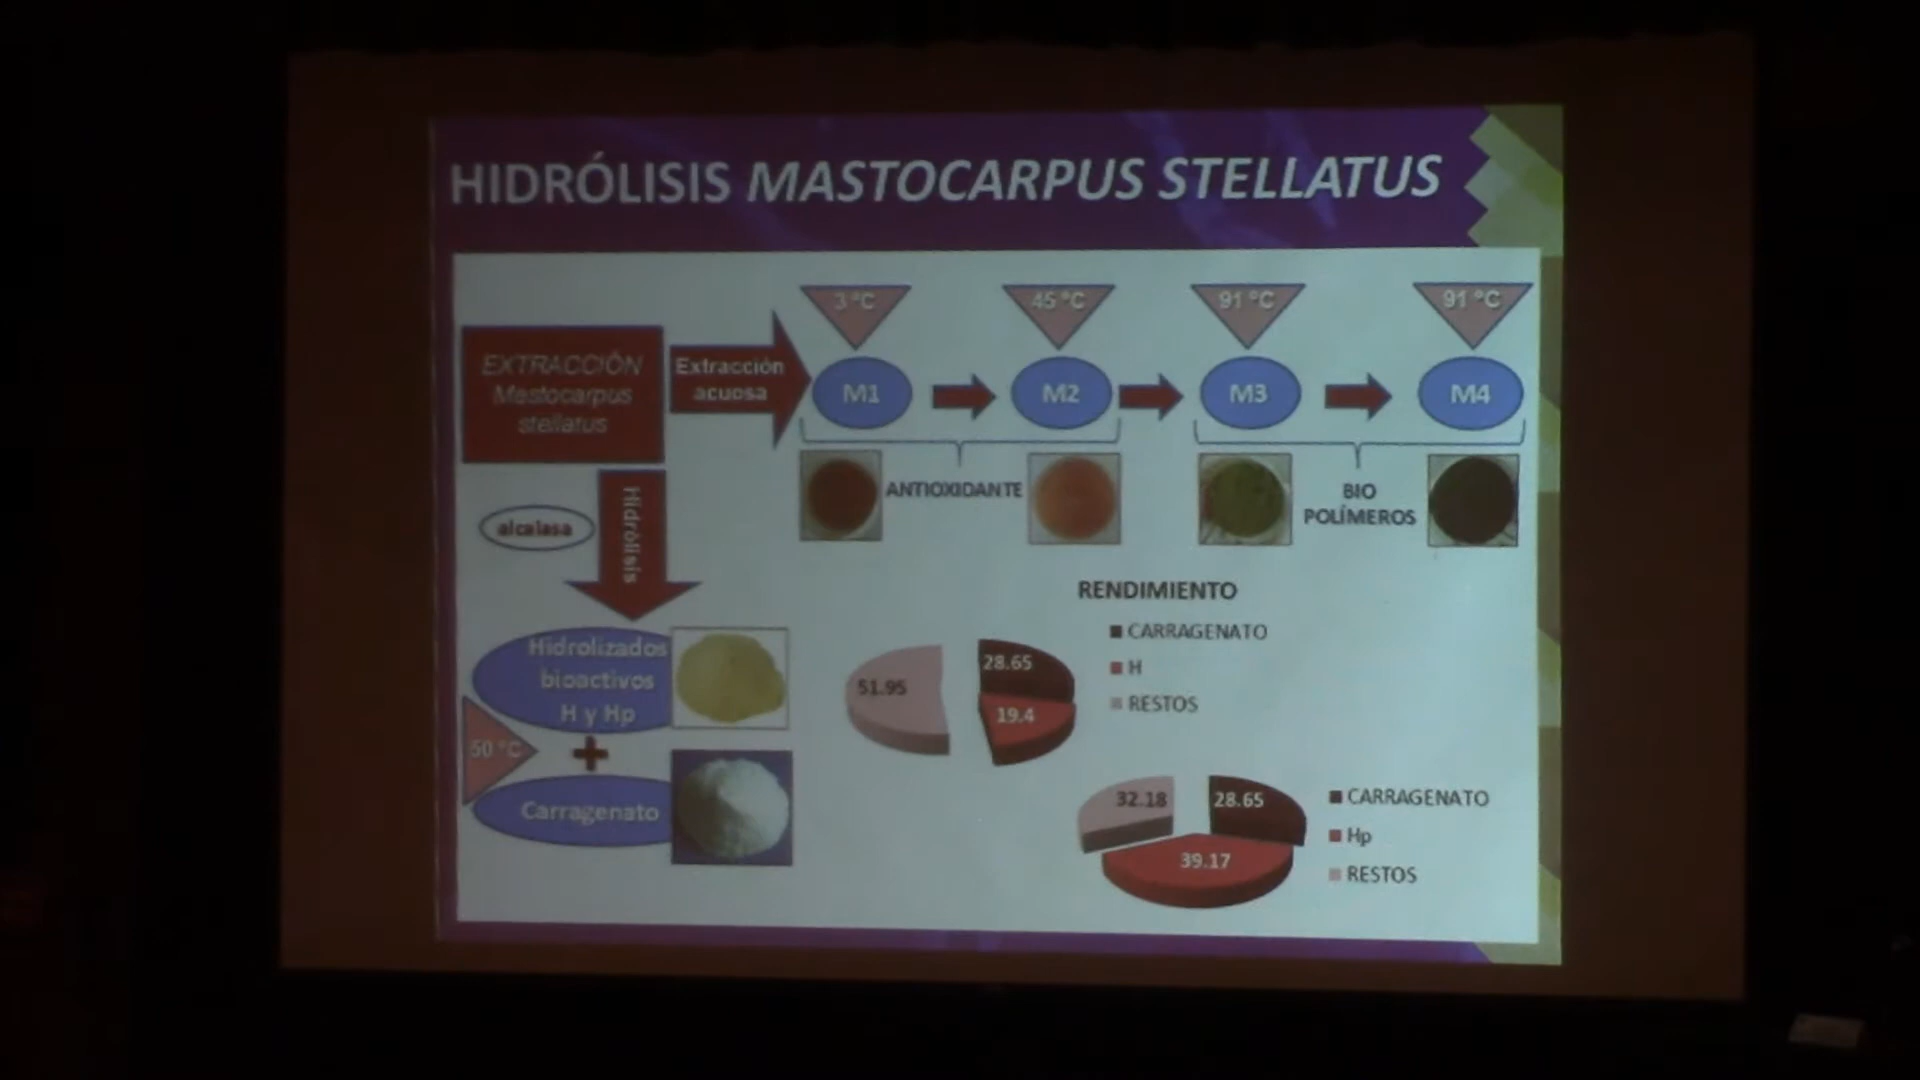 HIDRÓLISIS MASTOCARPUS STELLATUS
3 °C
45 °C
91 °C
91 °C
EXTRACCIÓN
Mastocarpus
stellatus
Extracción
acuosa
M1
M2
M3
M4
ANTIOXIDANTE
BIO
POLÍMEROS
alcalasa
Hidrólisis
Hidrolizados
bioactivos
H y Hp
50 °C
+
Carragenato
RENDIMIENTO
51.95
28.65
19.4
CARRAGENATO
H
RESTOS
32.18
28.65
39.17
CARRAGENATO
Hp
RESTOS